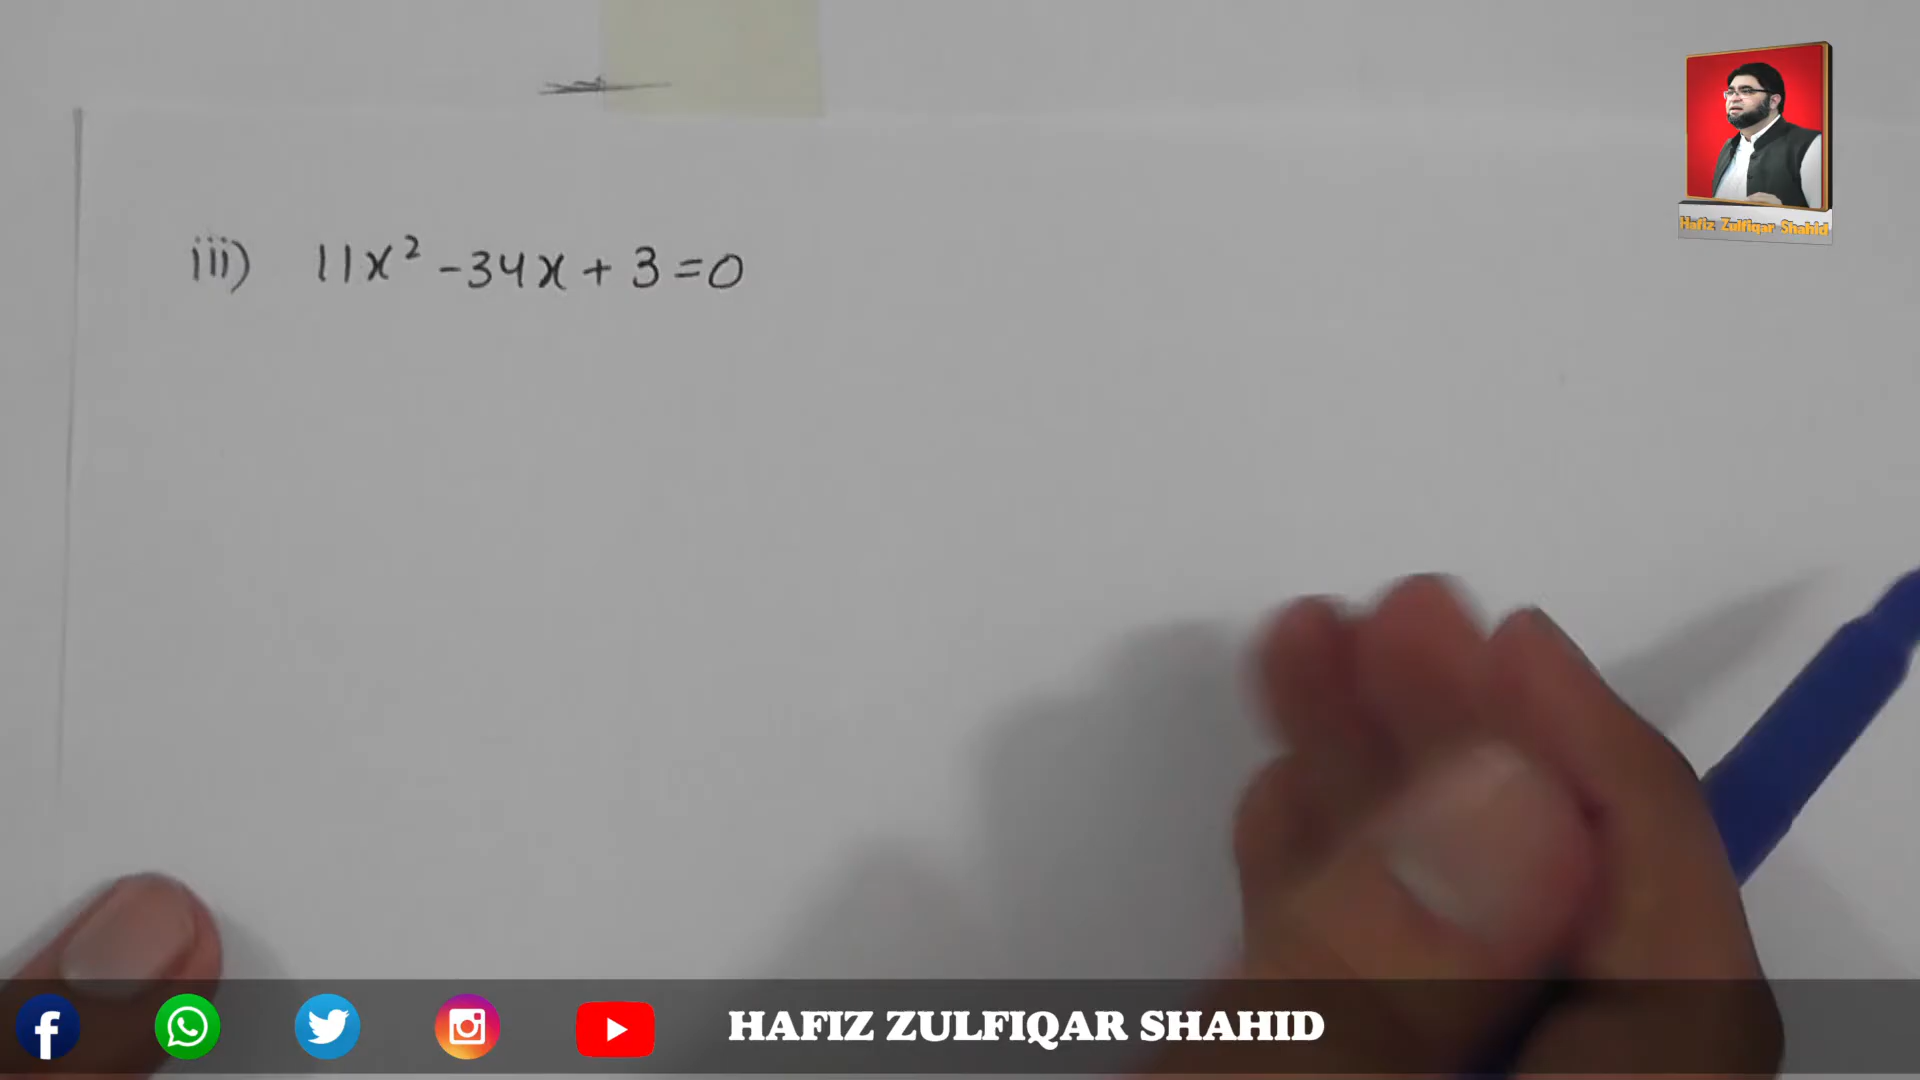 Hafiz Zulfiqar Shahid
iii) 11x² -34x + 3 = 0
HAFIZ ZULFIQAR SHAHID